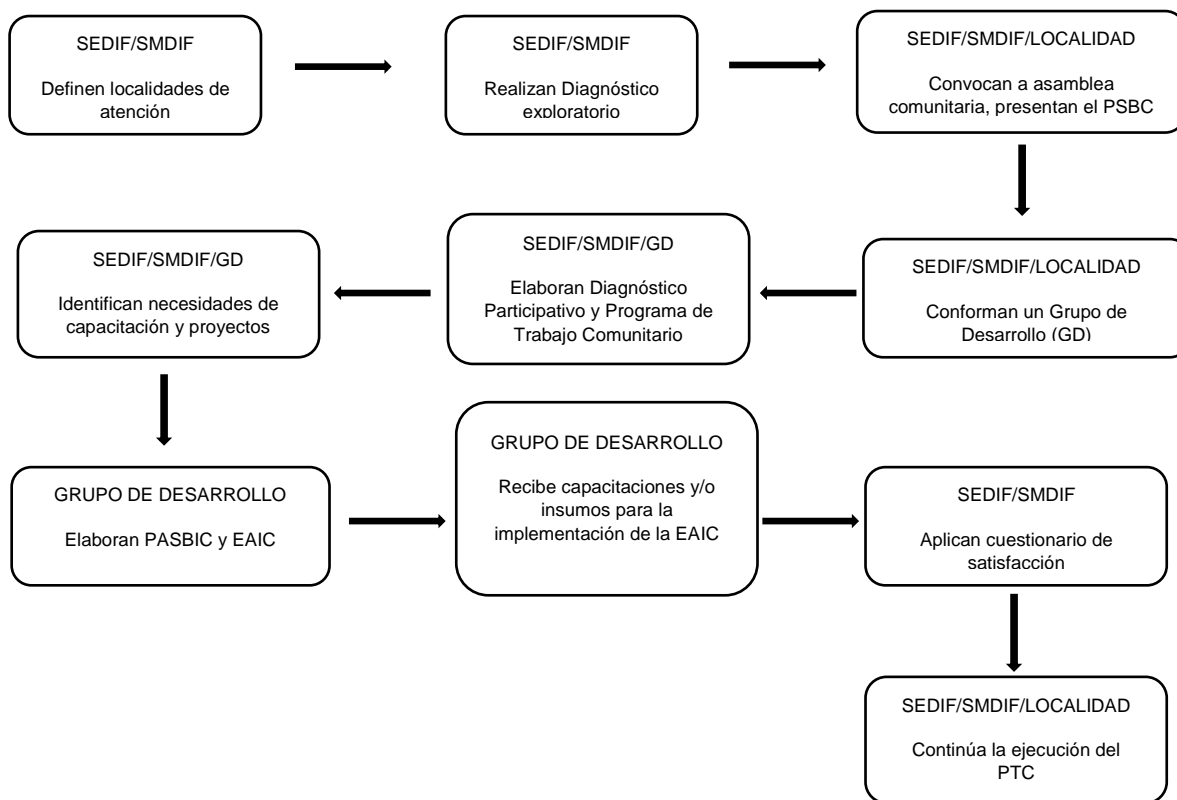 SEDIF/SMDIF
Definen localidades de
atención
SEDIF/SMDIF
Realizan Diagnóstico
exploratorio
SEDIF/SMDIF/LOCALIDAD
Convocan a asamblea
comunitaria, presentan el PSBC
SEDIF/SMDIF/LOCALIDAD
Conforman un Grupo de
Desarrollo (GD)
SEDIF/SMDIF/GD
Elaboran Diagnóstico
Participativo y Programa de
Trabajo Comunitario
SEDIF/SMDIF/GD
Identifican necesidades de
capacitación y proyectos
GRUPO DE DESARROLLO
Elaboran PASBIC y EAIC
GRUPO DE DESARROLLO
Recibe capacitaciones y/o
insumos para la
implementación de la EAIC
SEDIF/SMDIF
Aplican cuestionario de
satisfacción
SEDIF/SMDIF/LOCALIDAD
Continúa la ejecución del
PTC